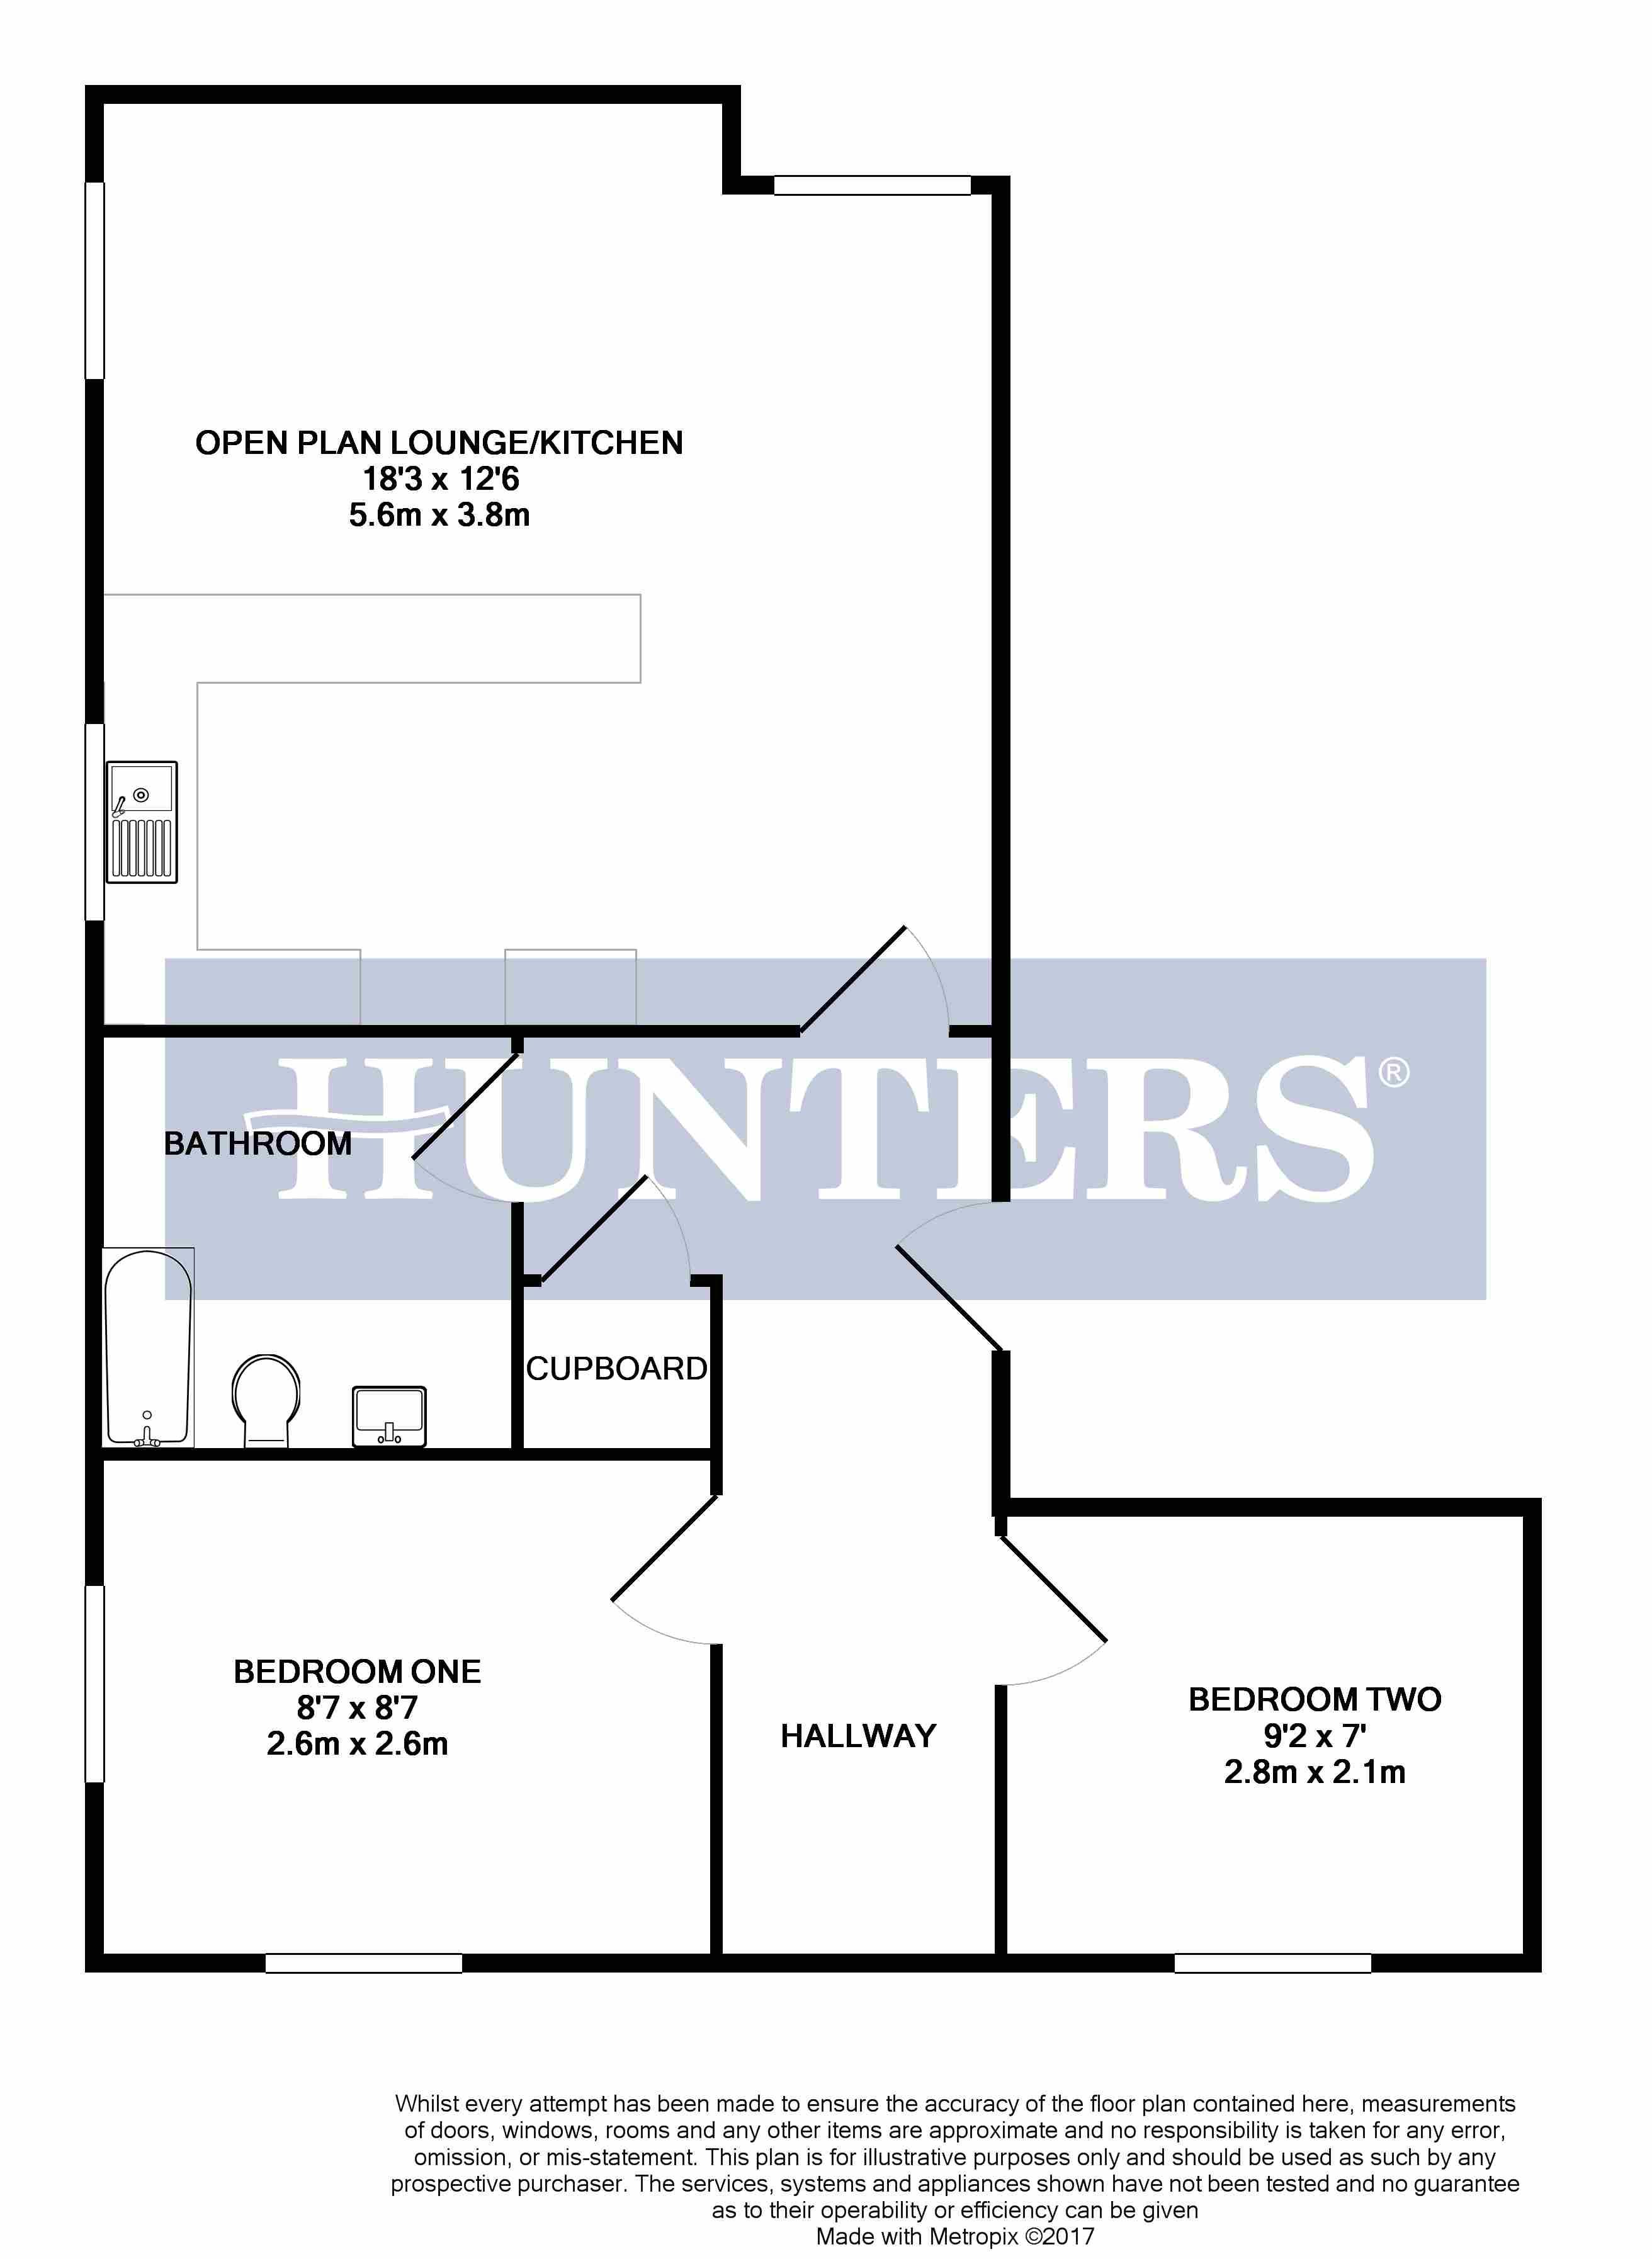 OPEN PLAN LOUNGE/KITCHEN
18'3 x 12'6
5.6m x 3.8m
HUNTERS®
BATHROOM
CUPBOARD
BEDROOM ONE
8'7 x 8'7
2.6m x 2.6m
HALLWAY
BEDROOM TWO
9'2 x 7'
2.8m x 2.1m
Whilst every attempt has been made to ensure the accuracy of the floor plan contained here, measurements
of doors, windows, rooms and any other items are approximate and no responsibility is taken for any error,
omission, or mis-statement. This plan is for illustrative purposes only and should be used as such by any
prospective purchaser. The services, systems and appliances shown have not been tested and no guarantee
as to their operability or efficiency can be given
Made with Metropix ©2017